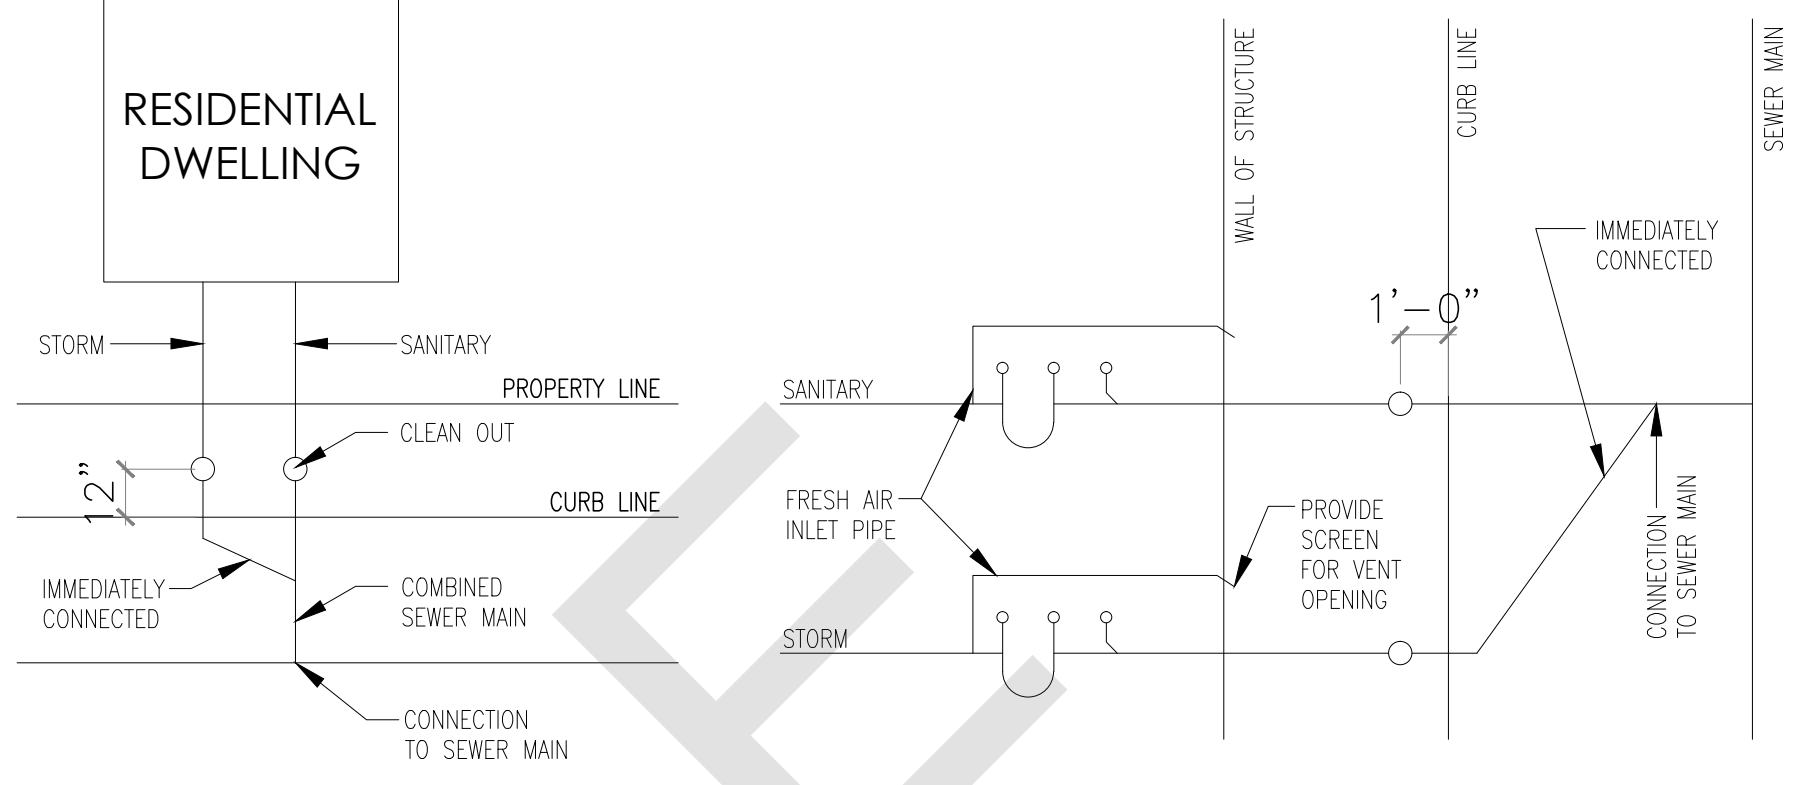 RESIDENTIAL
DWELLING
STORM
SANITARY
PROPERTY LINE
CLEAN OUT
12"
CURB LINE
IMMEDIATELY
CONNECTED
COMBINED
SEWER MAIN
CONNECTION
TO SEWER MAIN
WALL OF STRUCTURE
CURB LINE
SEWER MAIN
IMMEDIATELY
CONNECTED
1'-0"
SANITARY
FRESH AIR
INLET PIPE
PROVIDE
SCREEN
FOR VENT
OPENING
CONNECTION
TO SEWER MAIN
STORM